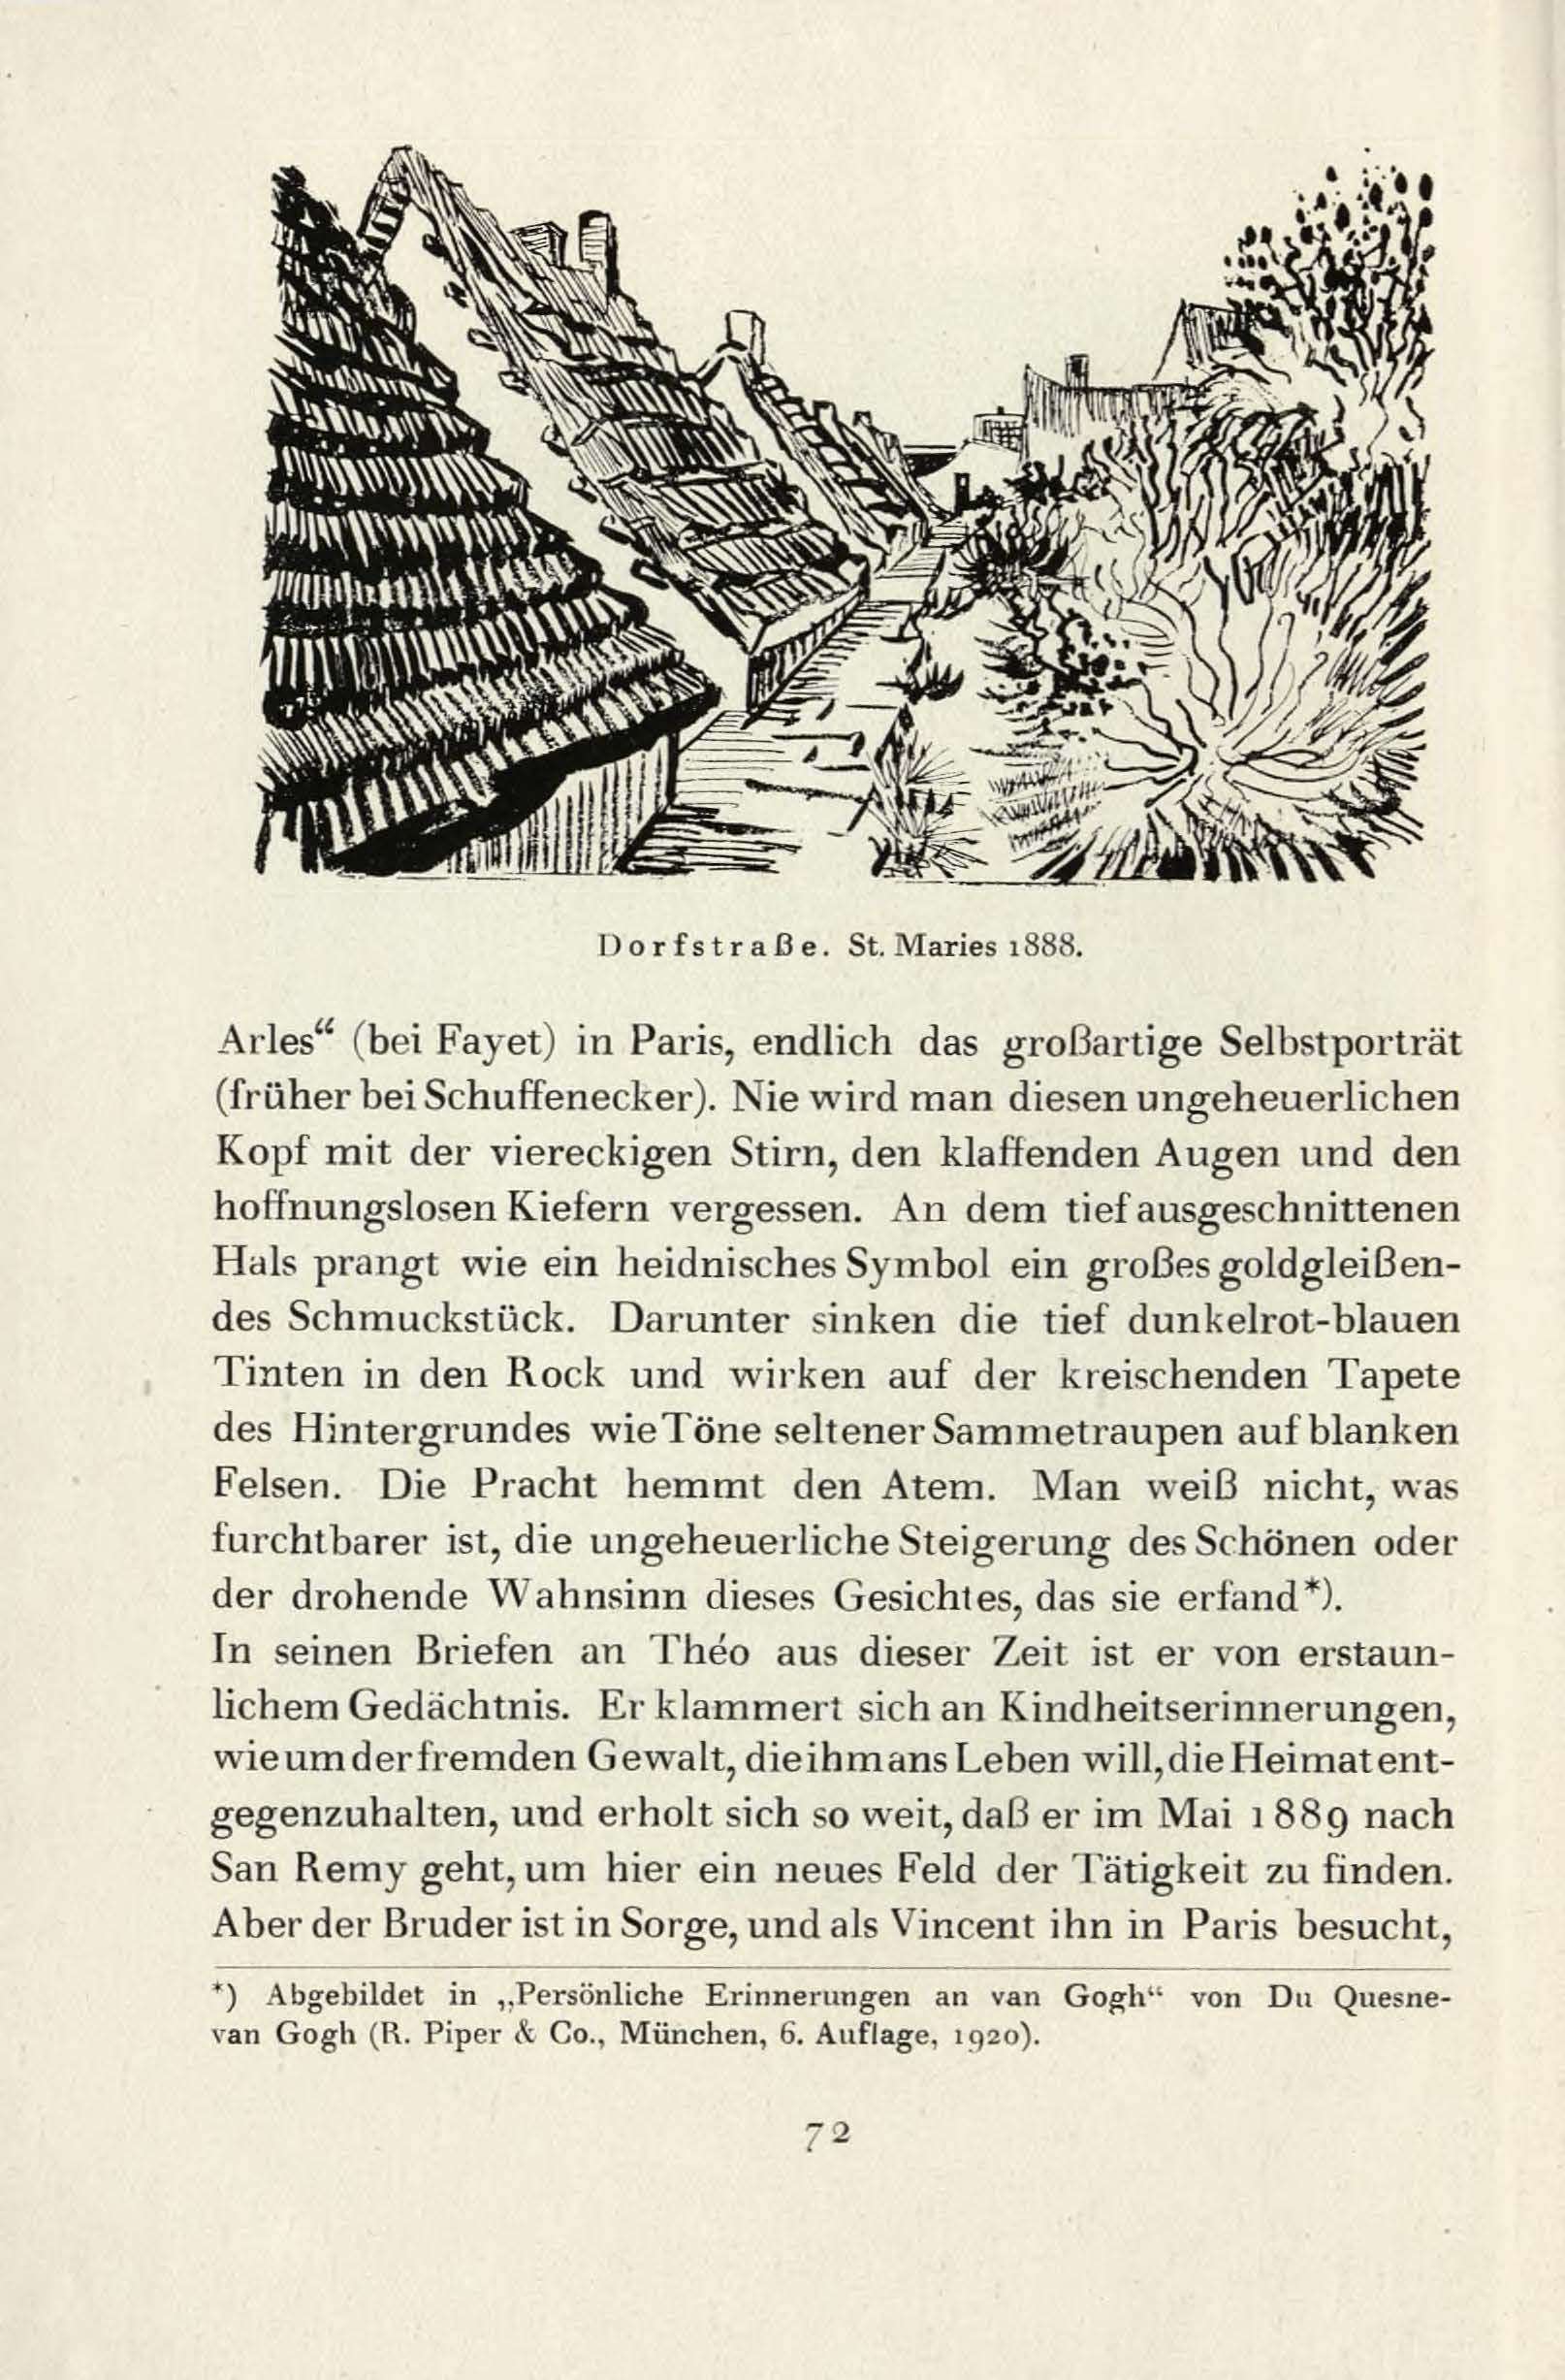 Dorfstraße. St. Maries 1888.
Arles“ (bei Fayet) in Paris, endlich das großartige Selbstporträt
(früher bei Schuffenecker). Nie wird man diesen ungeheuerlichen
Kopf mit der viereckigen Stirn, den klaffenden Augen und den
hoffnungslosen Kiefern vergessen. An dem tief ausgeschnittenen
Hals prangt wie ein heidnisches Symbol ein großes goldgleißen-
des Schmuckstück. Darunter sinken die tief dunkelrot-blauen
Tinten in den Rock und wirken auf der kreischenden Tapete
des Hintergrundes wie Töne seltener Sammetraupen auf blanken
Felsen. Die Pracht hemmt den Atem. Man weiß nicht, was
furchtbarer ist, die ungeheuerliche Steigerung des Schönen oder
der drohende Wahnsinn dieses Gesichtes, das sie erfand*).
In seinen Briefen an Théo aus dieser Zeit ist er von erstaun-
lichem Gedächtnis. Er klammert sich an Kindheitserinnerungen,
wie um der fremden Gewalt, die ihm ans Leben will, die Heimat ent-
gegenzuhalten, und erholt sich so weit, daß er im Mai 1889 nach
San Remy geht, um hier ein neues Feld der Tätigkeit zu finden.
Aber der Bruder ist in Sorge, und als Vincent ihn in Paris besucht,
*) Abgebildet in „Persönliche Erinnerungen an van Gogh“ von Du Quesne-
van Gogh (R. Piper & Co., München, 6. Auflage, 1920).
72